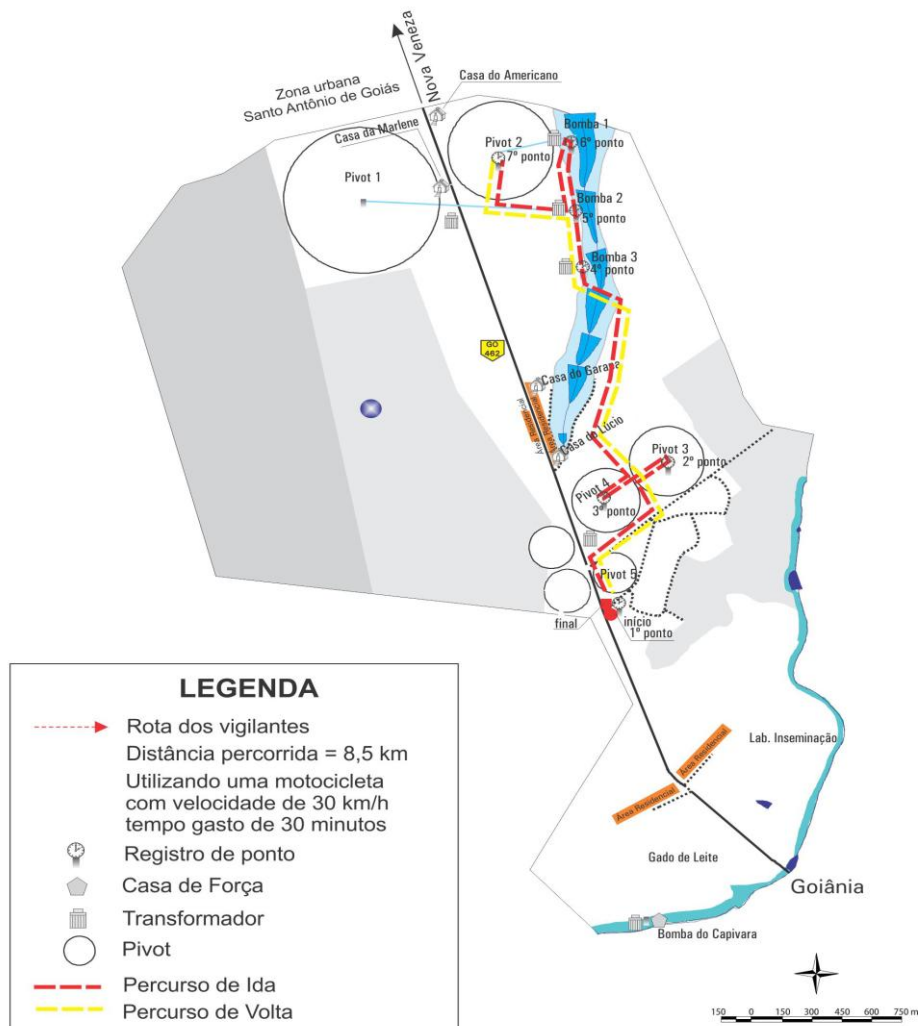 Nova Veneza
Casa do Americano
Zona urbana
Santo Antônio de Goiás
Casa da Marlene
Bomba 1
Pivot 2
6º ponto
7º ponto
Pivot 1
Bomba 2
5º ponto
Bomba 3
4º ponto
GO
462
Casa do Garapa
Área Residencial
Área Residencial
Casa do Lúcio
Pivot 3
2º ponto
Pivot 4
3º ponto
Pivot 5
final
início
1º ponto
Lab. Inseminação
Área Residencial
Área Residencial
Gado de Leite
Goiânia
Bomba do Capivara
LEGENDA
Rota dos vigilantes
Distância percorrida = 8,5 km
Utilizando uma motocicleta
com velocidade de 30 km/h
tempo gasto de 30 minutos
Registro de ponto
Casa de Força
Transformador
Pivot
Percurso de Ida
Percurso de Volta
150 0 150 300 450 600 750 m